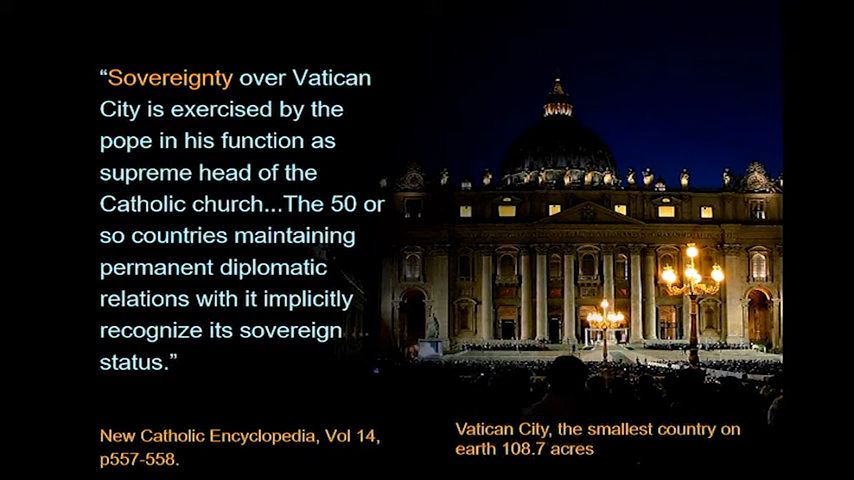 “Sovereignty over Vatican
City is exercised by the
pope in his function as
supreme head of the
Catholic church...The 50 or
so countries maintaining
permanent diplomatic
relations with it implicitly
recognize its sovereign
status.”
New Catholic Encyclopedia, Vol 14,
p557-558.
Vatican City, the smallest country on
earth 108.7 acres